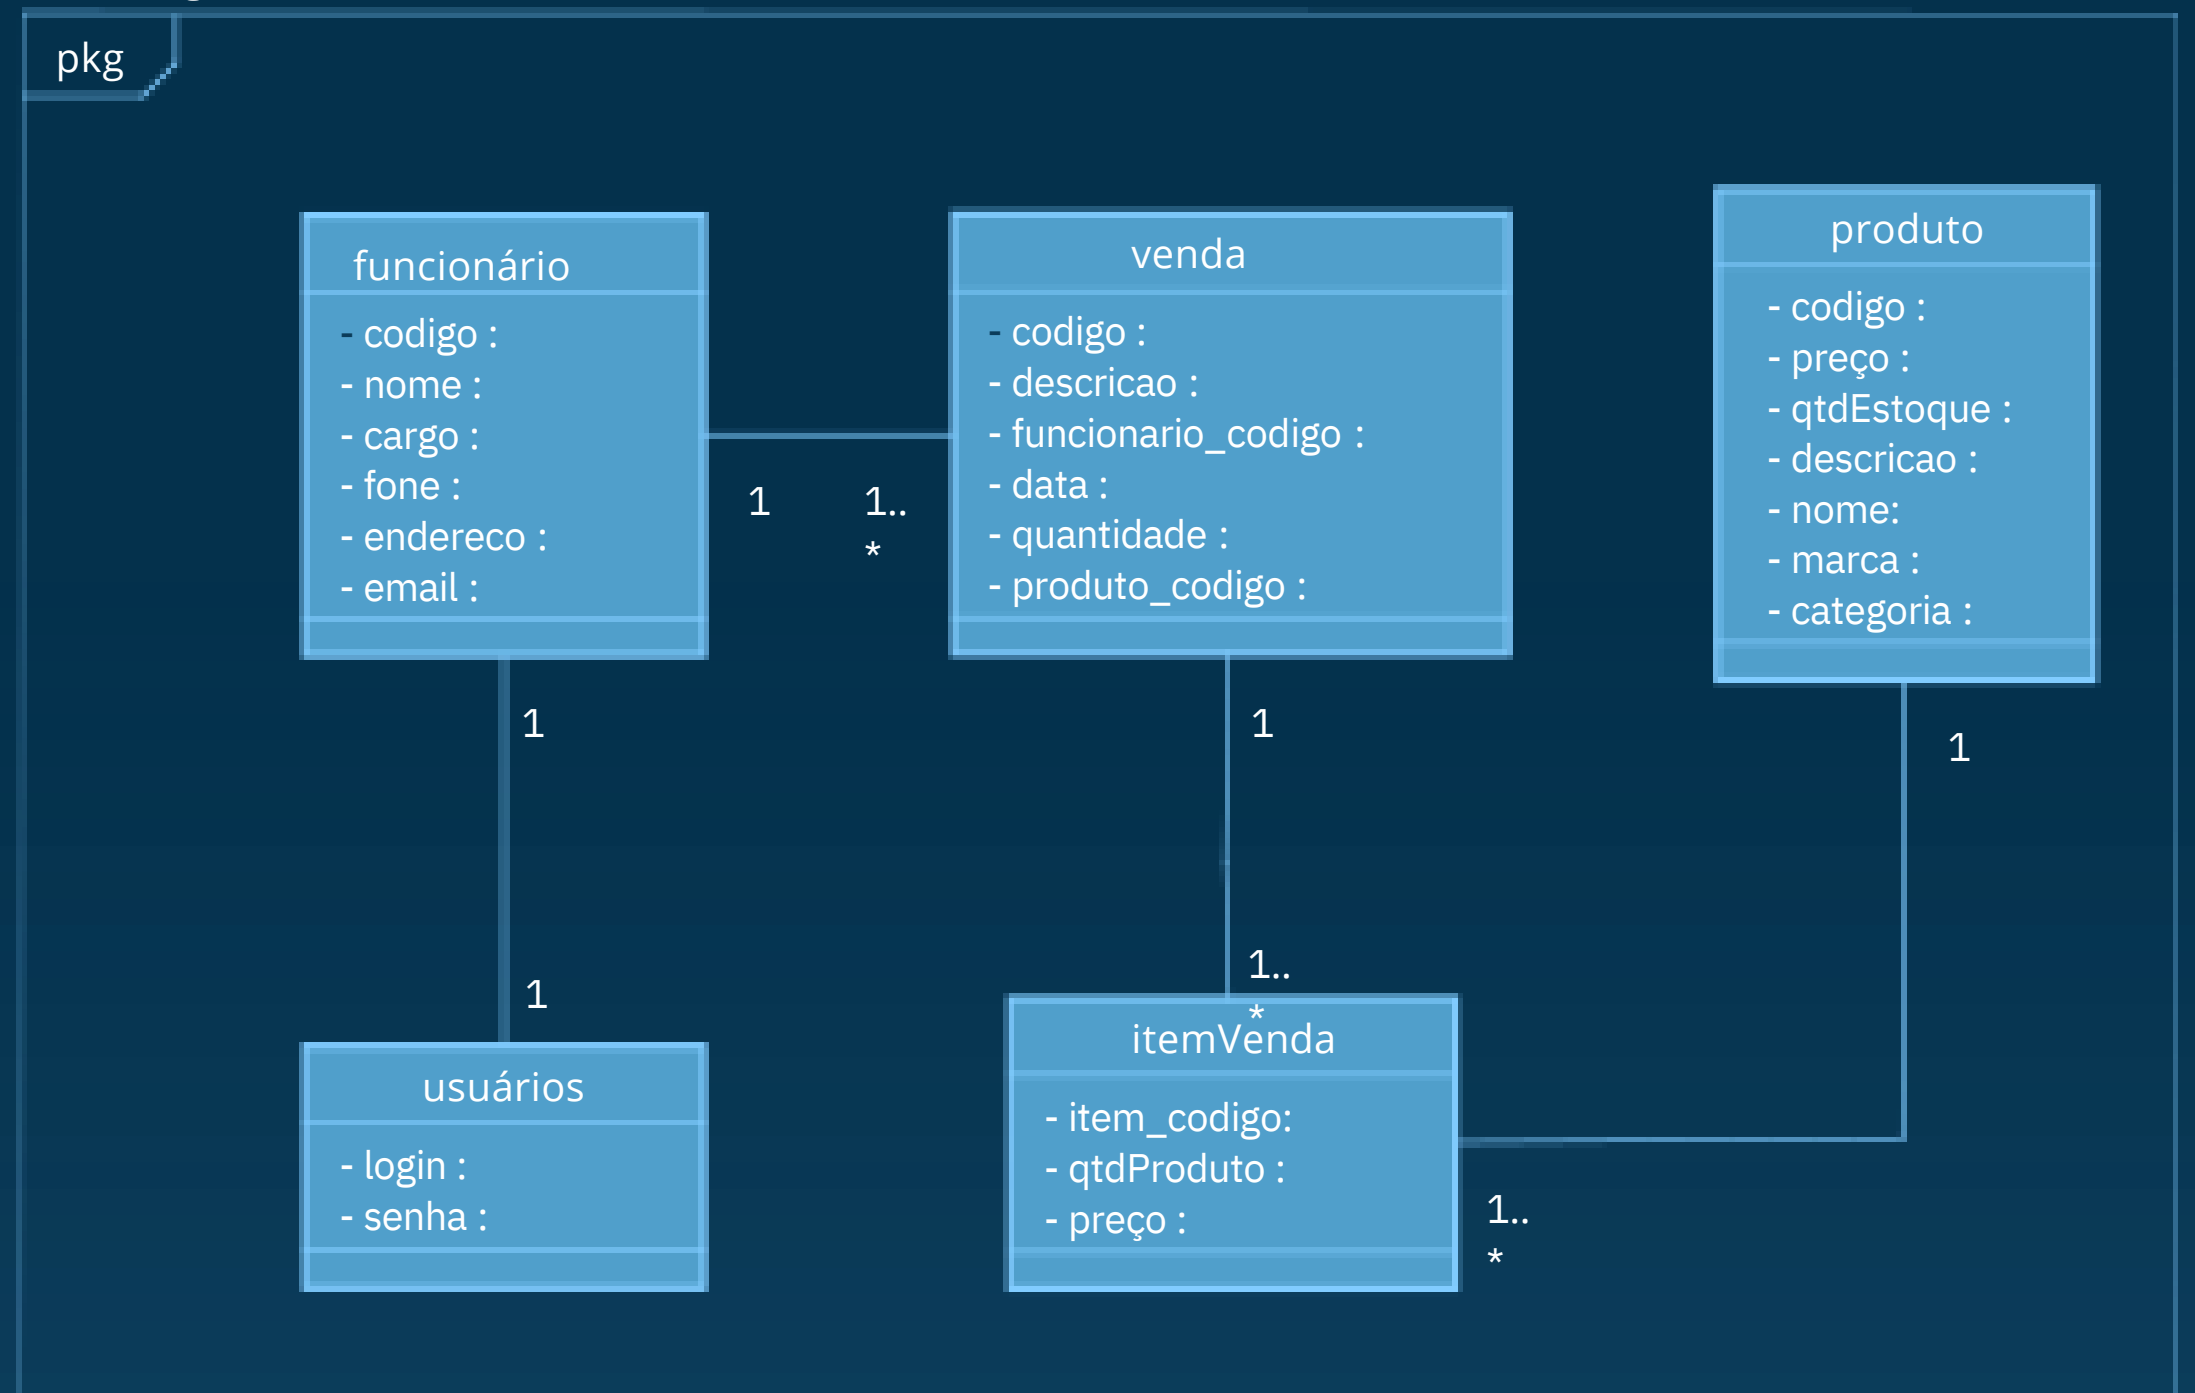 pkg
funcionário
- codigo :
- nome :
- cargo :
- fone :
- endereco :
- email :
1
1..
*
venda
- codigo :
- descricao :
- funcionario_codigo :
- data :
- quantidade :
- produto_codigo :
produto
- codigo :
- preço :
- qtdEstoque :
- descricao :
- nome:
- marca :
- categoria :
1
1
1
1
1..
*
usuários
- login :
- senha :
itemVenda
- item_codigo:
- qtdProduto :
- preço :
1..
*